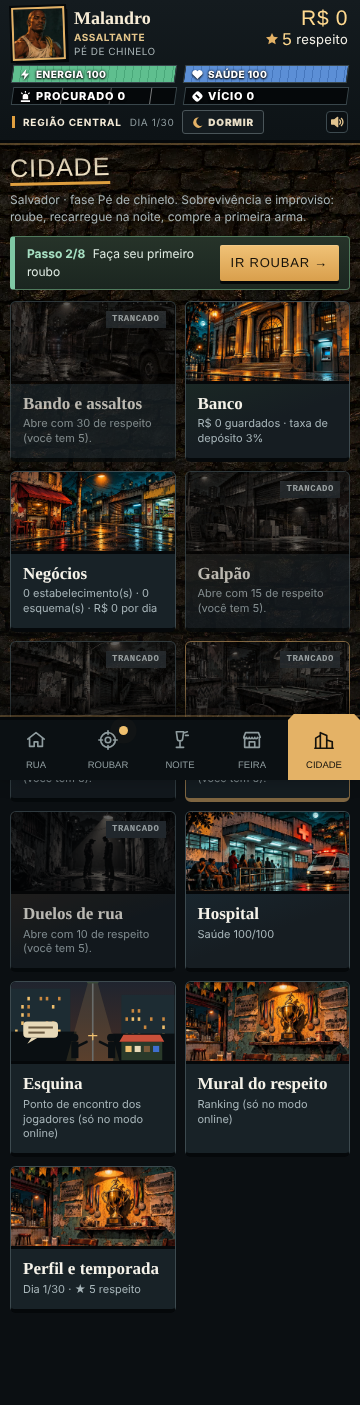 Malandro
ASSALTANTE
PÉ DE CHINELO
R$ 0
★ 5 respeito
ENERGIA 100
SAÚDE 100
PROCURADO 0
VÍCIO 0
REGIÃO CENTRAL DIA 1/30
DORMIR
CIDADE
Salvador · fase Pé de chinelo. Sobrevivência e improviso:
roube, recarregue na noite, compre a primeira arma.
Passo 2/8 Faça seu primeiro
roubo
IR ROUBAR →
TRANCADO
Bando e assaltos
Abre com 30 de respeito
(você tem 5).
Banco
R$ 0 guardados · taxa de
depósito 3%
Negócios
0 estabelecimento(s) · 0
esquema(s) · R$ 0 por dia
TRANCADO
Galpão
Abre com 15 de respeito
(você tem 5).
TRANCADO
TRANCADO
RUA
ROUBAR
NOITE
FEIRA
CIDADE
TRANCADO
Duelos de rua
Abre com 10 de respeito
(você tem 5).
Hospital
Saúde 100/100
Esquina
Ponto de encontro dos
jogadores (só no modo
online)
Mural do respeito
Ranking (só no modo
online)
Perfil e temporada
Dia 1/30 · ★ 5 respeito